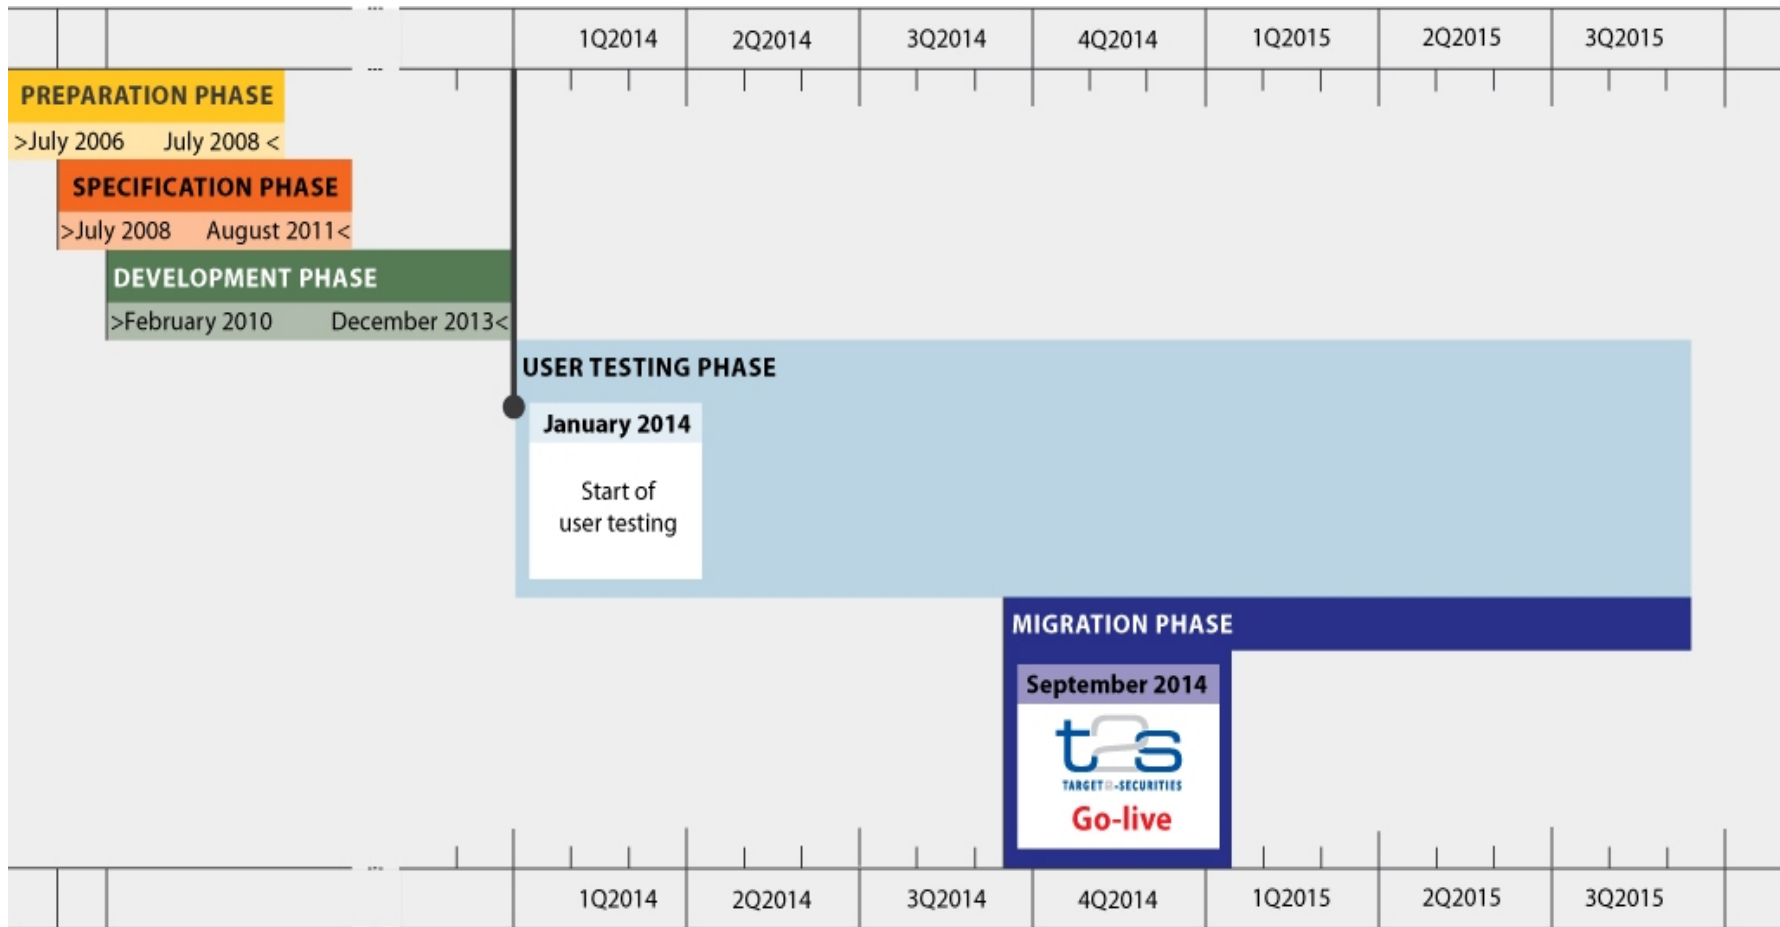 1Q2014 2Q2014 3Q2014 4Q2014 1Q2015 2Q2015 3Q2015
PREPARATION PHASE
>July 2006 July 2008 <
SPECIFICATION PHASE
>July 2008 August 2011<
DEVELOPMENT PHASE
>February 2010 December 2013<
USER TESTING PHASE
January 2014
Start of
user testing
MIGRATION PHASE
September 2014
t2s
TARGET2-SECURITIES
Go-live
1Q2014 2Q2014 3Q2014 4Q2014 1Q2015 2Q2015 3Q2015